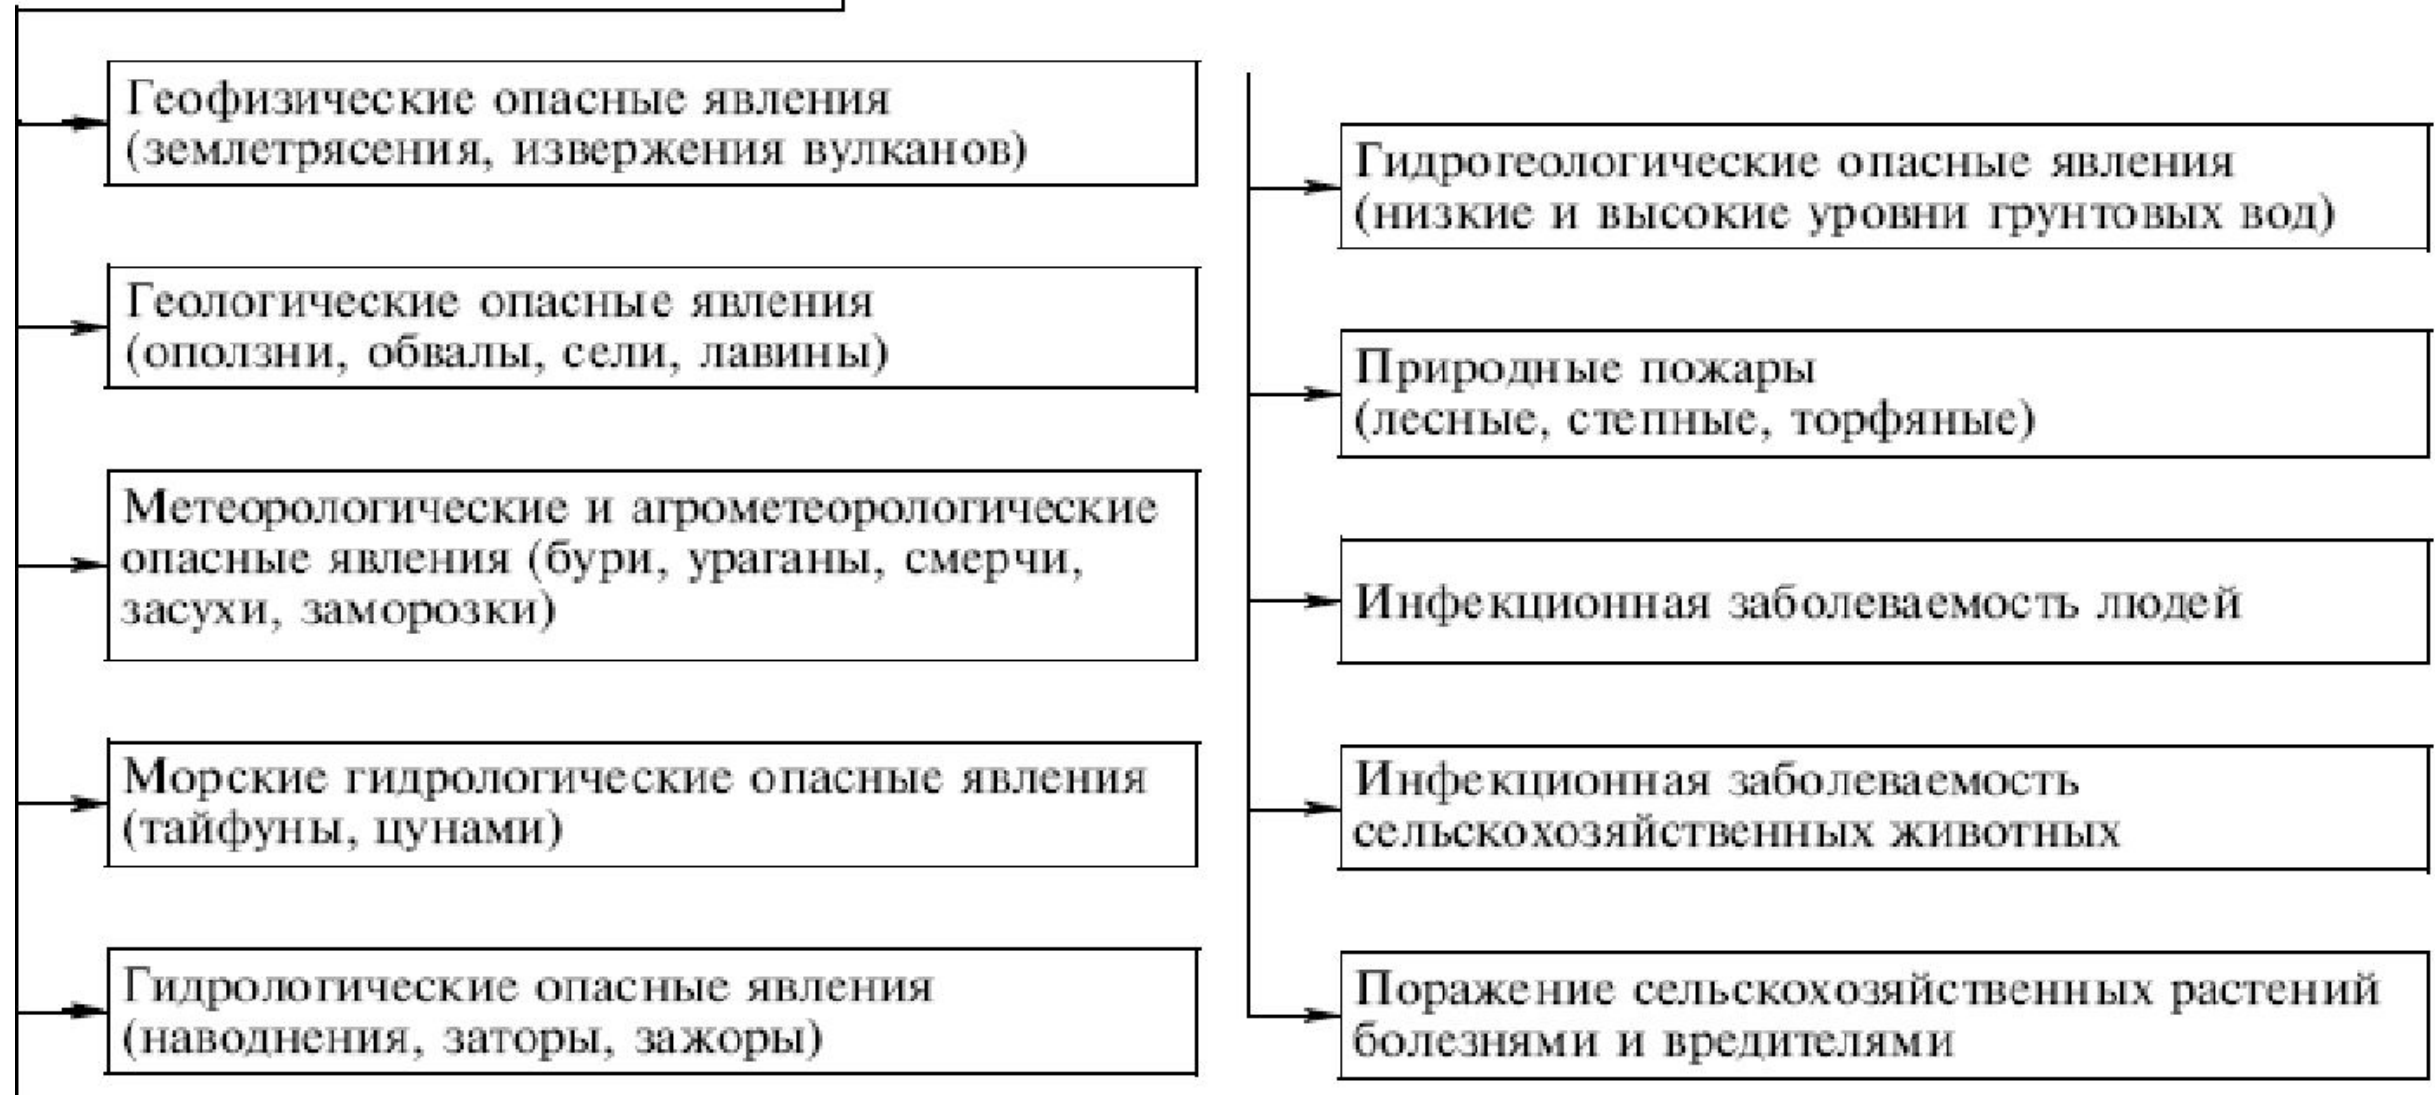 Геофизические опасные явления
(землетрясения, извержения вулканов)
Геологические опасные явления
(оползни, обвалы, сели, лавины)
Метеорологические и агрометеорологические
опасные явления (бури, ураганы, смерчи,
засухи, заморозки)
Морские гидрологические опасные явления
(тайфуны, цунами)
Гидрологические опасные явления
(наводнения, заторы, зажоры)
Гидрогеологические опасные явления
(низкие и высокие уровни грунтовых вод)
Природные пожары
(лесные, степные, торфяные)
Инфекционная заболеваемость людей
Инфекционная заболеваемость
сельскохозяйственных животных
Поражение сельскохозяйственных растений
болезнями и вредителями